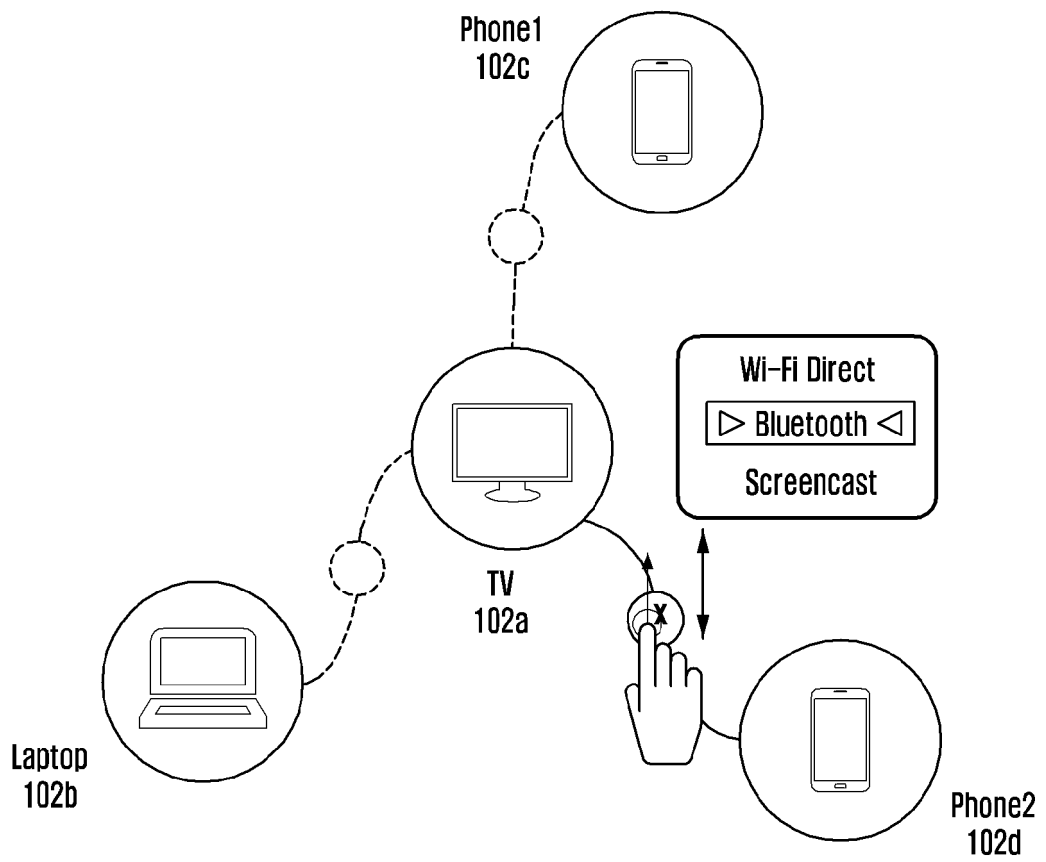 Phone1
102c
Wi-Fi Direct
▷ Bluetooth ◁
Screencast
TV
102a
X
Laptop
102b
Phone2
102d